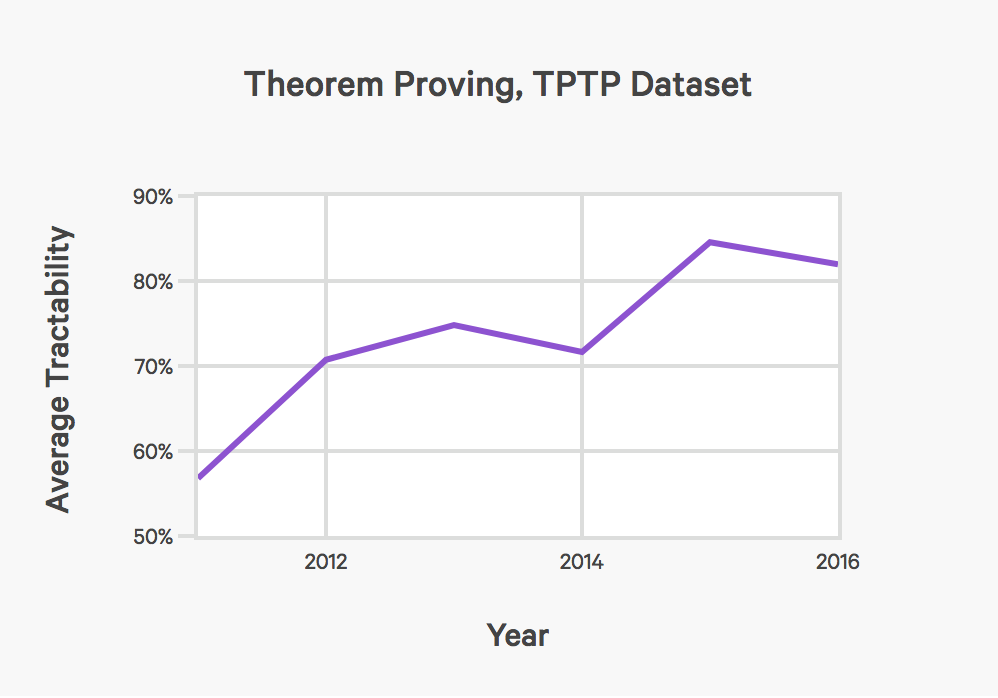 Theorem Proving, TPTP Dataset
Average Tractability
90%
80%
70%
60%
50%
2012 2014 2016
Year